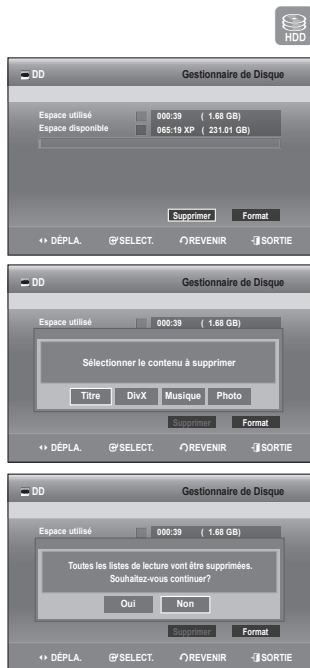 HDD
DD Gestionnaire de Disque
Espace utilisé 000:39 ( 1.68 GB)
Espace disponible 065:19 XP ( 231.01 GB)
Supprimer Format
DÉPLA. SELECT. REVENIR SORTIE
DD Gestionnaire de Disque
Espace utilisé 000:39 ( 1.68 GB)
Sélectionner le contenu à supprimer
Titre DivX Musique Photo
Supprimer Format
DÉPLA. SELECT. REVENIR SORTIE
DD Gestionnaire de Disque
Espace utilisé 000:39 ( 1.68 GB)
Toutes les listes de lecture vont être supprimées.
Souhaitez-vous continuer?
Oui Non
Supprimer Format
DÉPLA. SELECT. REVENIR SORTIE